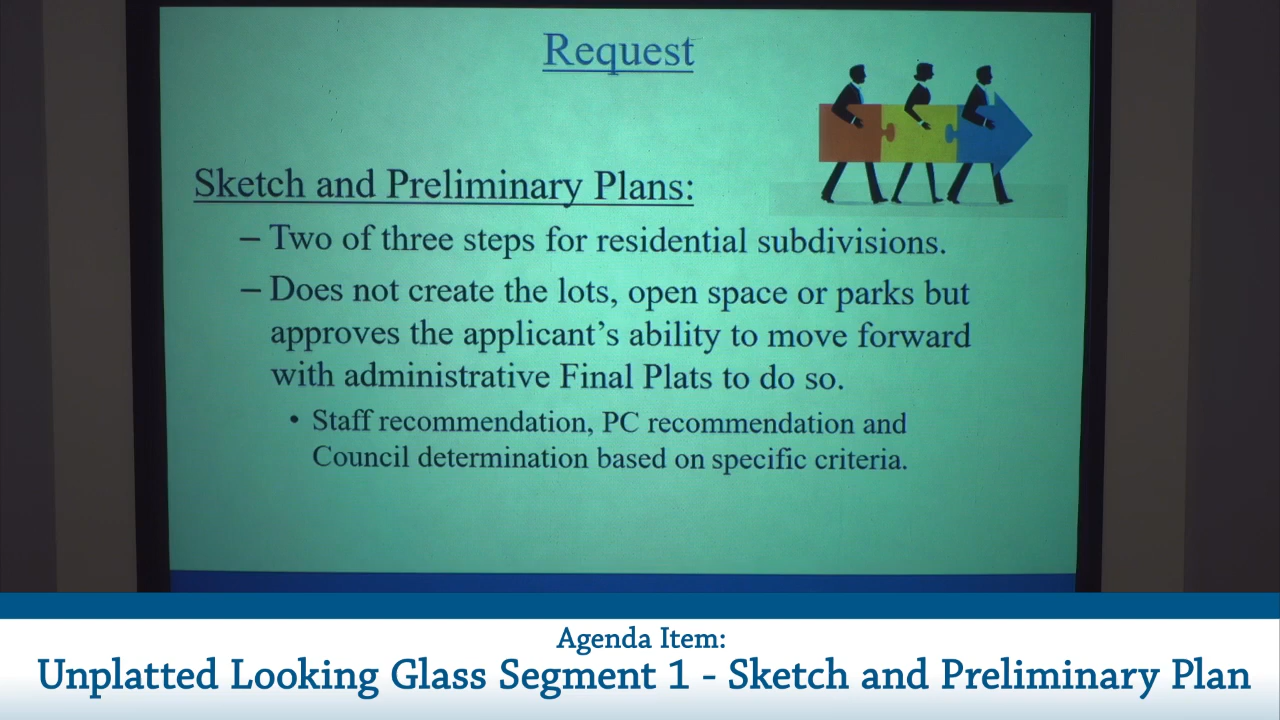 Request
Sketch and Preliminary Plans:
– Two of three steps for residential subdivisions.
– Does not create the lots, open space or parks but
approves the applicant’s ability to move forward
with administrative Final Plats to do so.
• Staff recommendation, PC recommendation and
Council determination based on specific criteria.
Agenda Item:
Unplatted Looking Glass Segment 1 - Sketch and Preliminary Plan